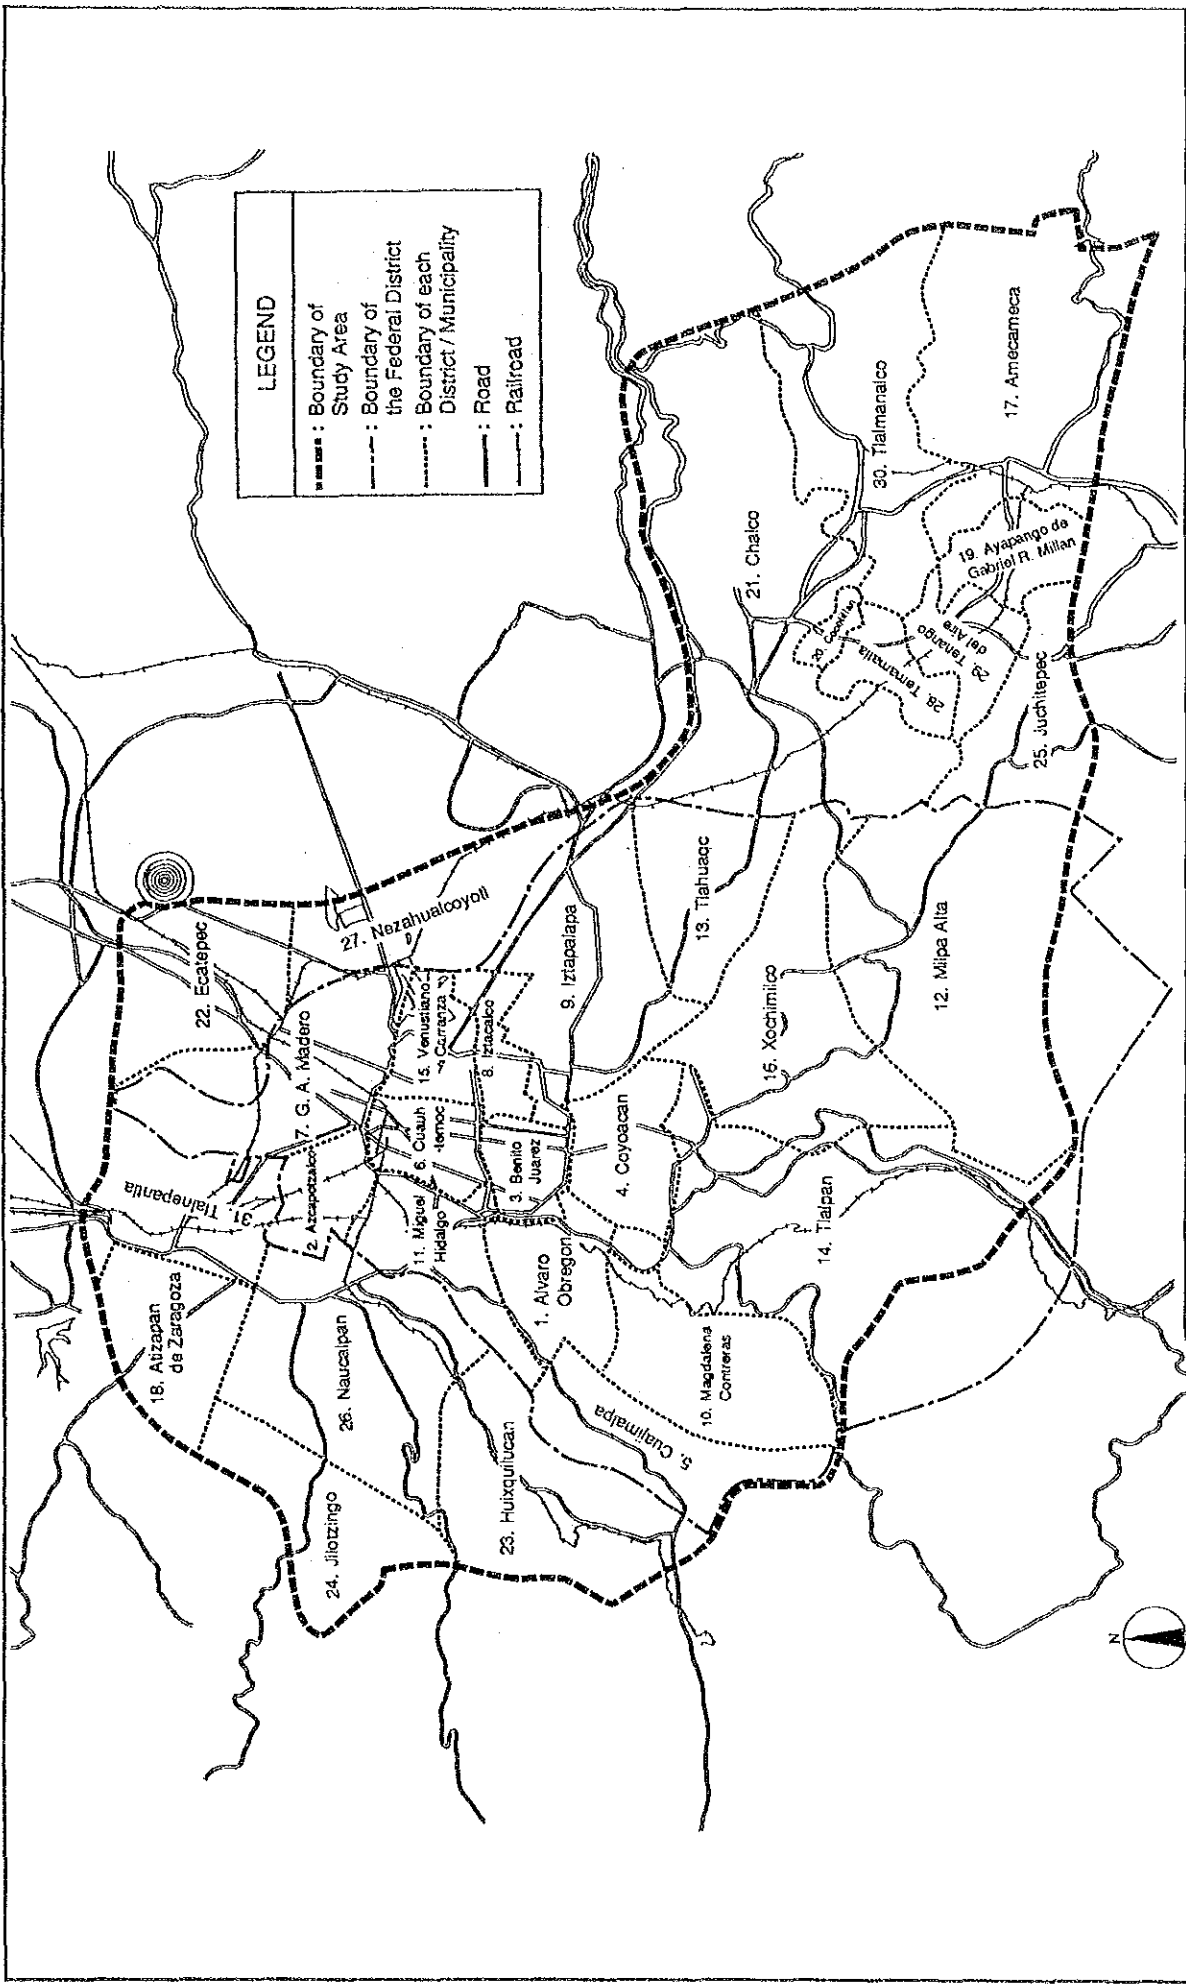 LEGEND
: Boundary of
Study Area
: Boundary of
the Federal District
: Boundary of each
District / Municipality
: Road
: Railroad
22. Ecatepec
31. Tlalnepantla
18. Atizapan
de Zaragoza
7. G. A. Madero
2. Azcapotzalco
27. Nezahualcoyotl
26. Naucalpan
24. Jilotzingo
15. Venustiano
Carranza
6. Cuauh
-temoc
11. Miguel
Hidalgo
8. Iztacalco
3. Benito
Juarez
23. Huixquilucan
1. Alvaro
Obregon
9. Iztapalapa
4. Coyoacan
5. Cuajimalpa
10. Magdalena
Contreras
13. Tlahuac
21. Chalco
16. Xochimilco
14. Tlalpan
20. Cocotitlan
30. Tlalmanalco
28. Temamatla
29. Tenango
del Aire
12. Milpa Alta
19. Ayapango de
Gabriel R. Millan
17. Amecameca
25. Juchitepec
N